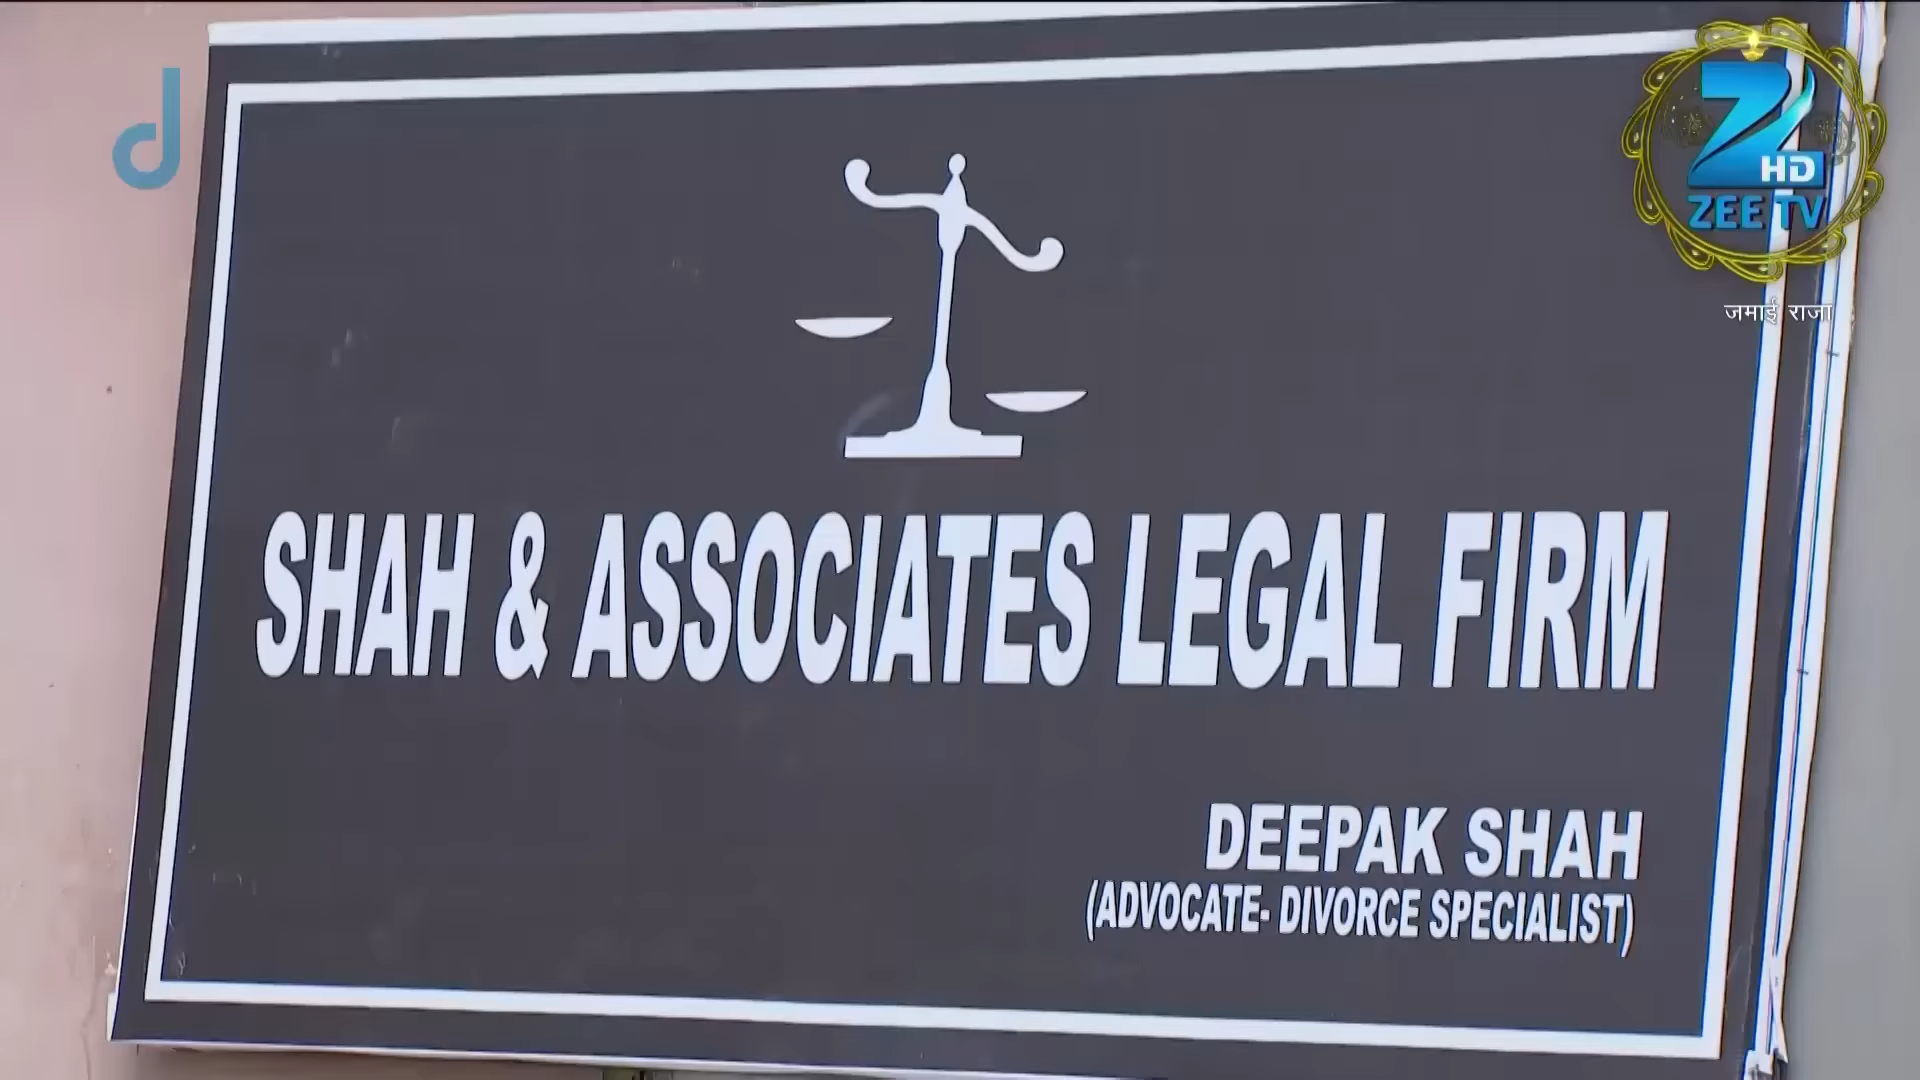 d
Z HD
ZEE TV
जमाई राजा
SHAH & ASSOCIATES LEGAL FIRM
DEEPAK SHAH
(ADVOCATE- DIVORCE SPECIALIST)